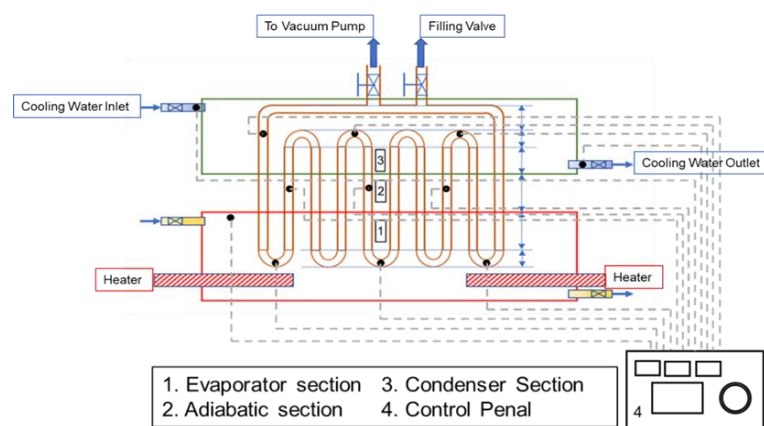 To Vacuum Pump
Filling Valve
Cooling Water Inlet
3
Cooling Water Outlet
2
1
Heater
Heater
1. Evaporator section 3. Condenser Section
2. Adiabatic section 4. Control Penal
4